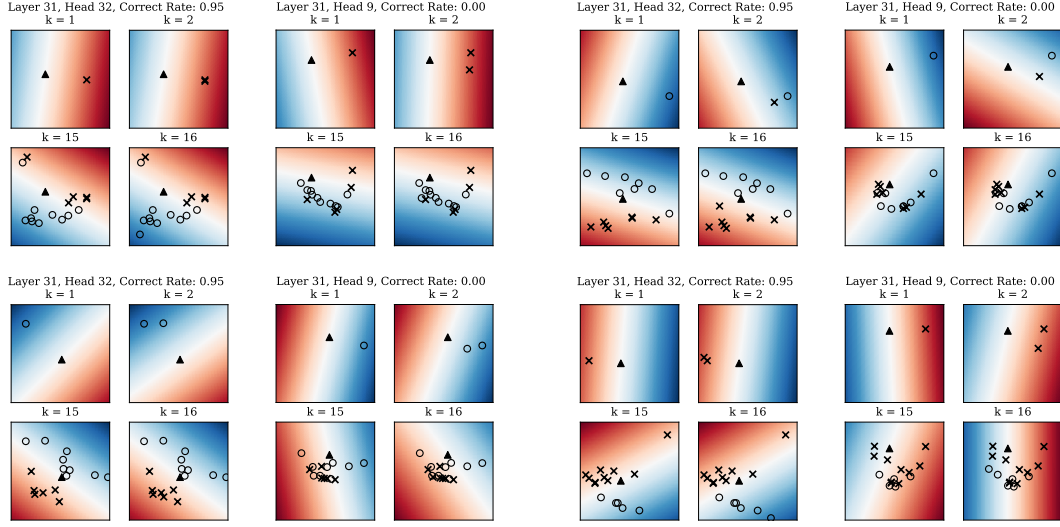 Layer 31, Head 32, Correct Rate: 0.95
k = 1 k = 2
k = 15 k = 16
Layer 31, Head 9, Correct Rate: 0.00
k = 1 k = 2
k = 15 k = 16
Layer 31, Head 32, Correct Rate: 0.95
k = 1 k = 2
k = 15 k = 16
Layer 31, Head 9, Correct Rate: 0.00
k = 1 k = 2
k = 15 k = 16
Layer 31, Head 32, Correct Rate: 0.95
k = 1 k = 2
k = 15 k = 16
Layer 31, Head 9, Correct Rate: 0.00
k = 1 k = 2
k = 15 k = 16
Layer 31, Head 32, Correct Rate: 0.95
k = 1 k = 2
k = 15 k = 16
Layer 31, Head 9, Correct Rate: 0.00
k = 1 k = 2
k = 15 k = 16